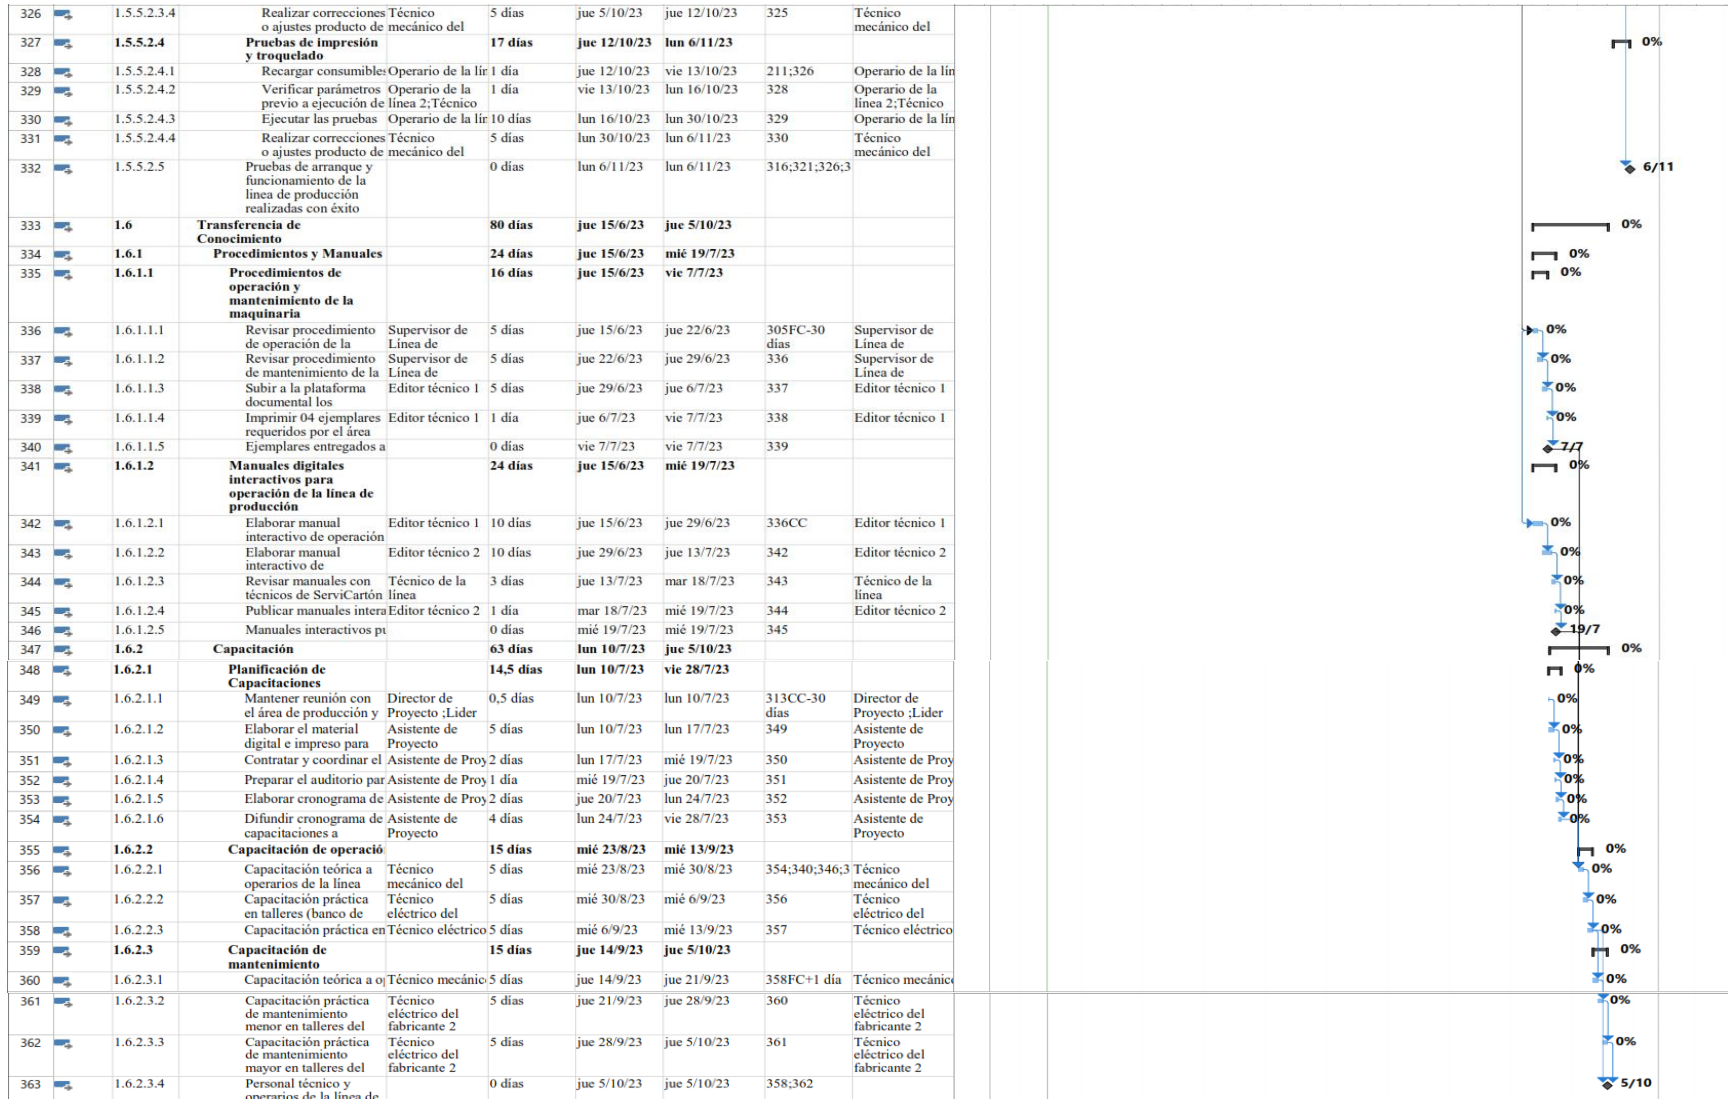 326 1.5.5.2.3.4 Realizar correcciones Técnico 5 días jue 5/10/23 jue 12/10/23 325 Técnico
o ajustes producto de mecánico del mecánico del
327 1.5.5.2.4 Pruebas de impresión 17 días jue 12/10/23 lun 6/11/23 0%
y troquelado
328 1.5.5.2.4.1 Recargar consumibles Operario de la lín 1 día jue 12/10/23 vie 13/10/23 211;326 Operario de la lín
329 1.5.5.2.4.2 Verificar parámetros Operario de la 1 día vie 13/10/23 lun 16/10/23 328 Operario de la
previo a ejecución de línea 2;Técnico línea 2;Técnico
330 1.5.5.2.4.3 Ejecutar las pruebas Operario de la lín 10 días lun 16/10/23 lun 30/10/23 329 Operario de la lín
331 1.5.5.2.4.4 Realizar correcciones Técnico 5 días lun 30/10/23 lun 6/11/23 330 Técnico
o ajustes producto de mecánico del mecánico del
332 1.5.5.2.5 Pruebas de arranque y 0 días lun 6/11/23 lun 6/11/23 316;321;326;3 6/11
funcionamiento de la
línea de producción
realizadas con éxito
333 1.6 Transferencia de 80 días jue 15/6/23 jue 5/10/23 0%
Conocimiento
334 1.6.1 Procedimientos y Manuales 24 días jue 15/6/23 mié 19/7/23 0%
335 1.6.1.1 Procedimientos de 16 días jue 15/6/23 vie 7/7/23 0%
operación y
mantenimiento de la
maquinaria
336 1.6.1.1.1 Revisar procedimiento Supervisor de 5 días jue 15/6/23 jue 22/6/23 305FC-30 Supervisor de 0%
de operación de la Línea de días Línea de
337 1.6.1.1.2 Revisar procedimiento Supervisor de 5 días jue 22/6/23 jue 29/6/23 336 Supervisor de 0%
de mantenimiento de la Línea de Línea de
338 1.6.1.1.3 Subir a la plataforma Editor técnico 1 5 días jue 29/6/23 jue 6/7/23 337 Editor técnico 1 0%
documental los
339 1.6.1.1.4 Imprimir 04 ejemplares Editor técnico 1 1 día jue 6/7/23 vie 7/7/23 338 Editor técnico 1 0%
requeridos por el área
340 1.6.1.1.5 Ejemplares entregados a 0 días vie 7/7/23 vie 7/7/23 339 7/7
341 1.6.1.2 Manuales digitales 24 días jue 15/6/23 mié 19/7/23 0%
interactivos para
operación de la línea de
producción
342 1.6.1.2.1 Elaborar manual Editor técnico 1 10 días jue 15/6/23 jue 29/6/23 336CC Editor técnico 1 0%
interactivo de operación
343 1.6.1.2.2 Elaborar manual Editor técnico 2 10 días jue 29/6/23 jue 13/7/23 342 Editor técnico 2 0%
interactivo de
344 1.6.1.2.3 Revisar manuales con Técnico de la 3 días jue 13/7/23 mar 18/7/23 343 Técnico de la 0%
técnicos de ServiCartón línea línea
345 1.6.1.2.4 Publicar manuales intera Editor técnico 2 1 día mar 18/7/23 mié 19/7/23 344 Editor técnico 2 0%
346 1.6.1.2.5 Manuales interactivos pu 0 días mié 19/7/23 mié 19/7/23 345 19/7
347 1.6.2 Capacitación 63 días lun 10/7/23 jue 5/10/23 0%
348 1.6.2.1 Planificación de 14,5 días lun 10/7/23 vie 28/7/23 0%
Capacitaciones
349 1.6.2.1.1 Mantener reunión con Director de 0,5 días lun 10/7/23 lun 10/7/23 313CC-30 Director de 0%
el área de producción y Proyecto ;Lider días Proyecto ;Lider
350 1.6.2.1.2 Elaborar el material Asistente de 5 días lun 10/7/23 lun 17/7/23 349 Asistente de 0%
digital e impreso para Proyecto Proyecto
351 1.6.2.1.3 Contratar y coordinar el Asistente de Proy 2 días lun 17/7/23 mié 19/7/23 350 Asistente de Proy 0%
352 1.6.2.1.4 Preparar el auditorio par Asistente de Proy 1 día mié 19/7/23 jue 20/7/23 351 Asistente de Proy 0%
353 1.6.2.1.5 Elaborar cronograma de Asistente de Proy 2 días jue 20/7/23 lun 24/7/23 352 Asistente de Proy 0%
354 1.6.2.1.6 Difundir cronograma de Asistente de 4 días lun 24/7/23 vie 28/7/23 353 Asistente de 0%
capacitaciones a Proyecto Proyecto
355 1.6.2.2 Capacitación de operació 15 días mié 23/8/23 mié 13/9/23 0%
356 1.6.2.2.1 Capacitación teórica a Técnico 5 días mié 23/8/23 mié 30/8/23 354;340;346;3 Técnico 0%
operarios de la línea mecánico del mecánico del
357 1.6.2.2.2 Capacitación práctica Técnico 5 días mié 30/8/23 mié 6/9/23 356 Técnico 0%
en talleres (banco de eléctrico del eléctrico del
358 1.6.2.2.3 Capacitación práctica en Técnico eléctrico 5 días mié 6/9/23 mié 13/9/23 357 Técnico eléctrico 0%
359 1.6.2.3 Capacitación de 15 días jue 14/9/23 jue 5/10/23 0%
mantenimiento
360 1.6.2.3.1 Capacitación teórica a o Técnico mecánic 5 días jue 14/9/23 jue 21/9/23 358FC+1 día Técnico mecánic 0%
361 1.6.2.3.2 Capacitación práctica Técnico 5 días jue 21/9/23 jue 28/9/23 360 Técnico 0%
de mantenimiento eléctrico del eléctrico del
menor en talleres del fabricante 2 fabricante 2
362 1.6.2.3.3 Capacitación práctica Técnico 5 días jue 28/9/23 jue 5/10/23 361 Técnico 0%
de mantenimiento eléctrico del eléctrico del
mayor en talleres del fabricante 2 fabricante 2
363 1.6.2.3.4 Personal técnico y 0 días jue 5/10/23 jue 5/10/23 358;362 5/10
operarios de la línea de